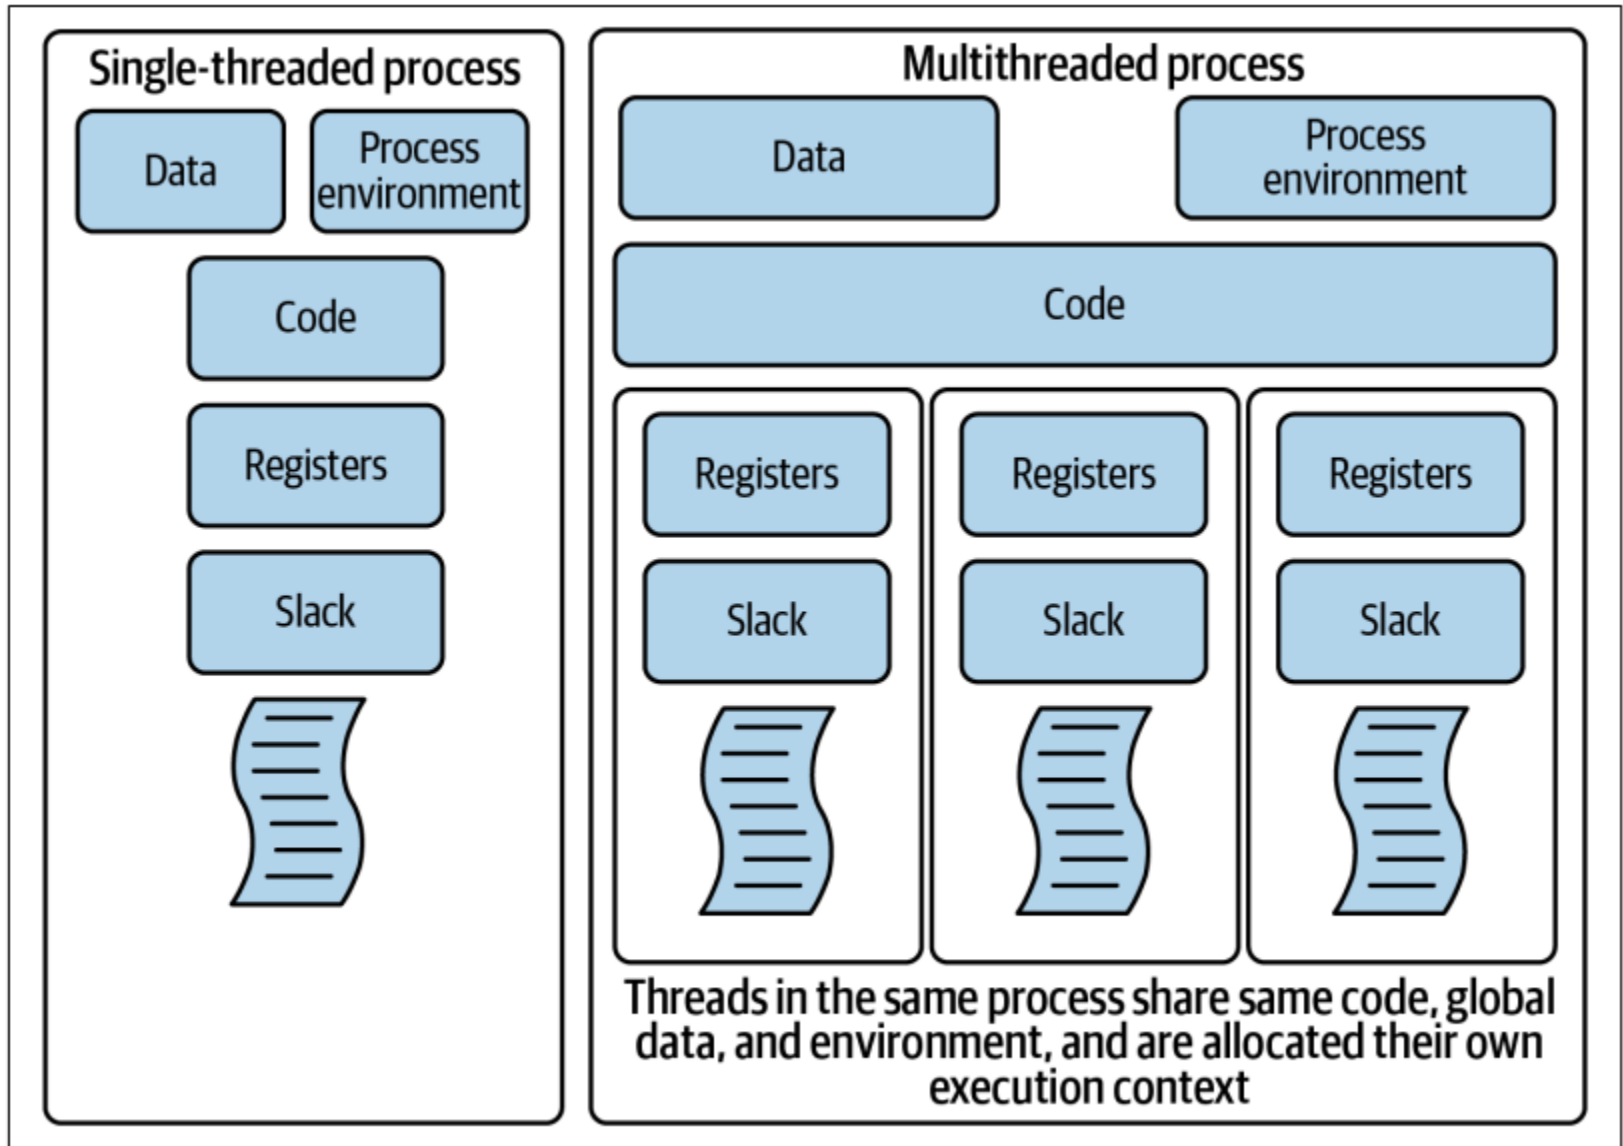 Single-threaded process
Data
Process
environment
Code
Registers
Slack
Multithreaded process
Data
Process
environment
Code
Registers
Slack
Registers
Slack
Registers
Slack
Threads in the same process share same code, global
data, and environment, and are allocated their own
execution context